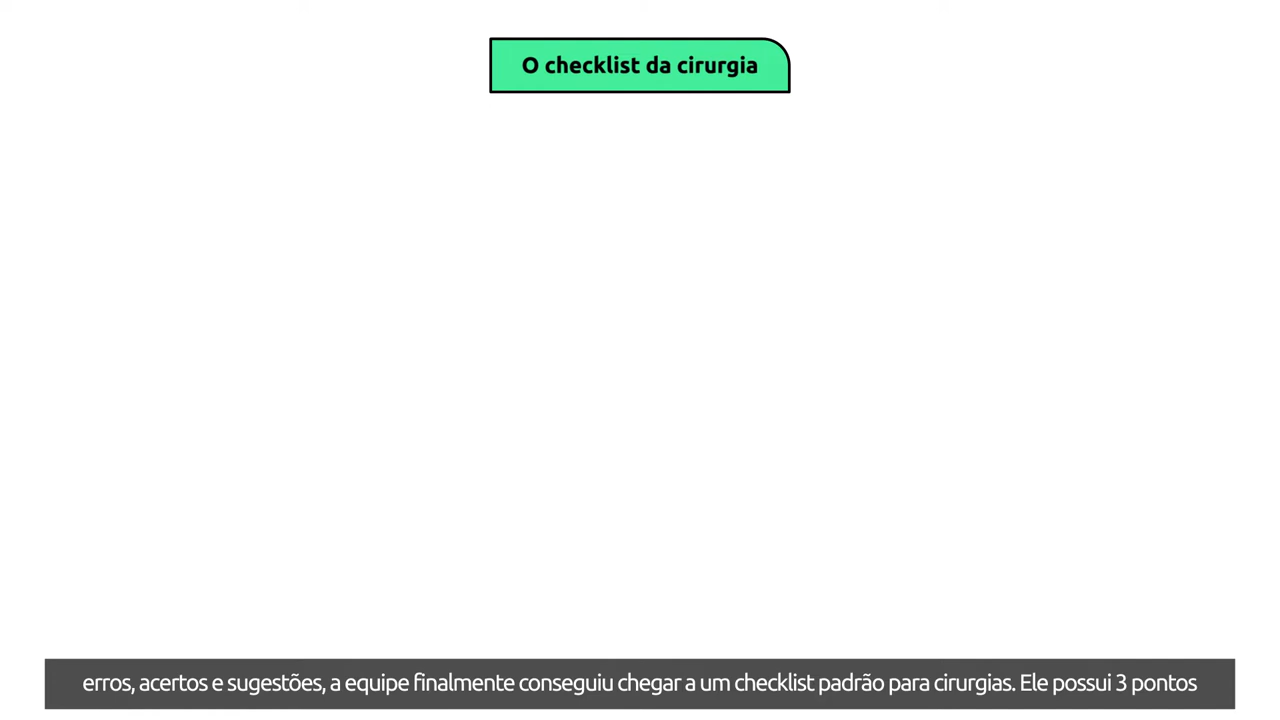 O checklist da cirurgia
erros, acertos e sugestões, a equipe finalmente conseguiu chegar a um checklist padrão para cirurgias. Ele possui 3 pontos